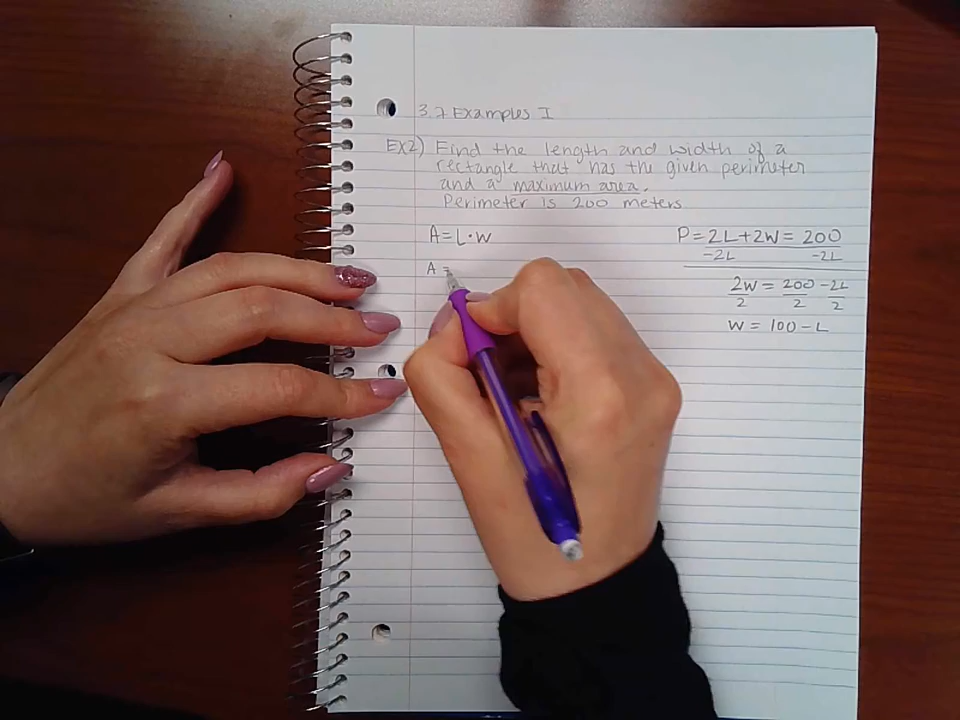 3.7 Examples I
Ex2) Find the length and width of a
rectangle that has the given perimeter
and a maximum area.
Perimeter is 200 meters
A = L · W
P = 2L + 2W = 200
-2L -2L
A =
2W = 200 - 2L
2 2 2
W = 100 - L